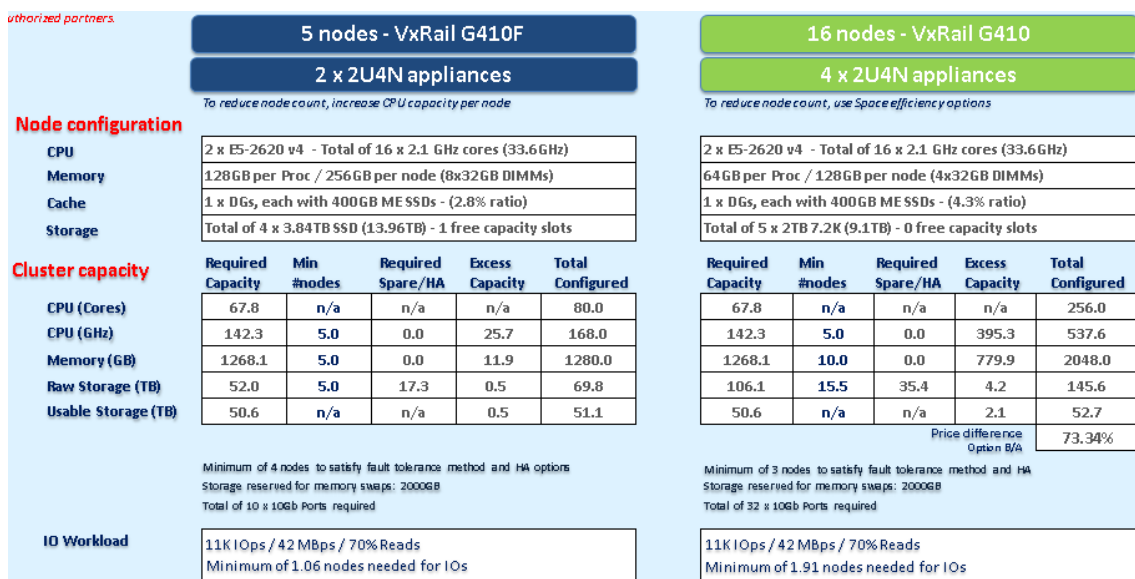 uthorized partners.
5 nodes - VxRail G410F
16 nodes - VxRail G410
2 x 2U4N appliances
4 x 2U4N appliances
To reduce node count, increase CPU capacity per node
To reduce node count, use Space efficiency options
Node configuration
CPU
2 x E5-2620 v4 - Total of 16 x 2.1 GHz cores (33.6GHz)
2 x E5-2620 v4 - Total of 16 x 2.1 GHz cores (33.6GHz)
Memory
128GB per Proc / 256GB per node (8x32GB DIMMs)
64GB per Proc / 128GB per node (4x32GB DIMMs)
Cache
1 x DGs, each with 400GB ME SSDs - (2.8% ratio)
1 x DGs, each with 400GB ME SSDs - (4.3% ratio)
Storage
Total of 4 x 3.84TB SSD (13.96TB) - 1 free capacity slots
Total of 5 x 2TB 7.2K (9.1TB) - 0 free capacity slots
Cluster capacity
Required Capacity Min #nodes Required Spare/HA Excess Capacity Total Configured
Required Capacity Min #nodes Required Spare/HA Excess Capacity Total Configured
CPU (Cores) 67.8 n/a n/a n/a 80.0 67.8 n/a n/a n/a 256.0
CPU (GHz) 142.3 5.0 0.0 25.7 168.0 142.3 5.0 0.0 395.3 537.6
Memory (GB) 1268.1 5.0 0.0 11.9 1280.0 1268.1 10.0 0.0 779.9 2048.0
Raw Storage (TB) 52.0 5.0 17.3 0.5 69.8 106.1 15.5 35.4 4.2 145.6
Usable Storage (TB) 50.6 n/a n/a 0.5 51.1 50.6 n/a n/a 2.1 52.7
Price difference
Option B/A
73.34%
Minimum of 4 nodes to satisfy fault tolerance method and HA options
Storage reserved for memory swaps: 2000GB
Total of 10 x 10Gb Ports required
Minimum of 3 nodes to satisfy fault tolerance method and HA
Storage reserved for memory swaps: 2000GB
Total of 32 x 10Gb Ports required
IO Workload
11K IOps / 42 MBps / 70% Reads
Minimum of 1.06 nodes needed for IOs
11K IOps / 42 MBps / 70% Reads
Minimum of 1.91 nodes needed for IOs